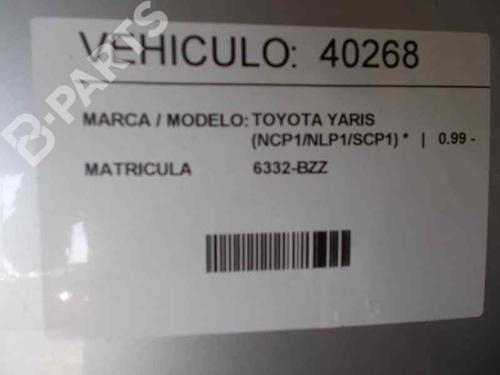 VEHICULO: 40268
MARCA / MODELO: TOYOTA YARIS
(NCP1/NLP1/SCP1) * | 0.99 -
MATRICULA 6332-BZZ
B-PARTS